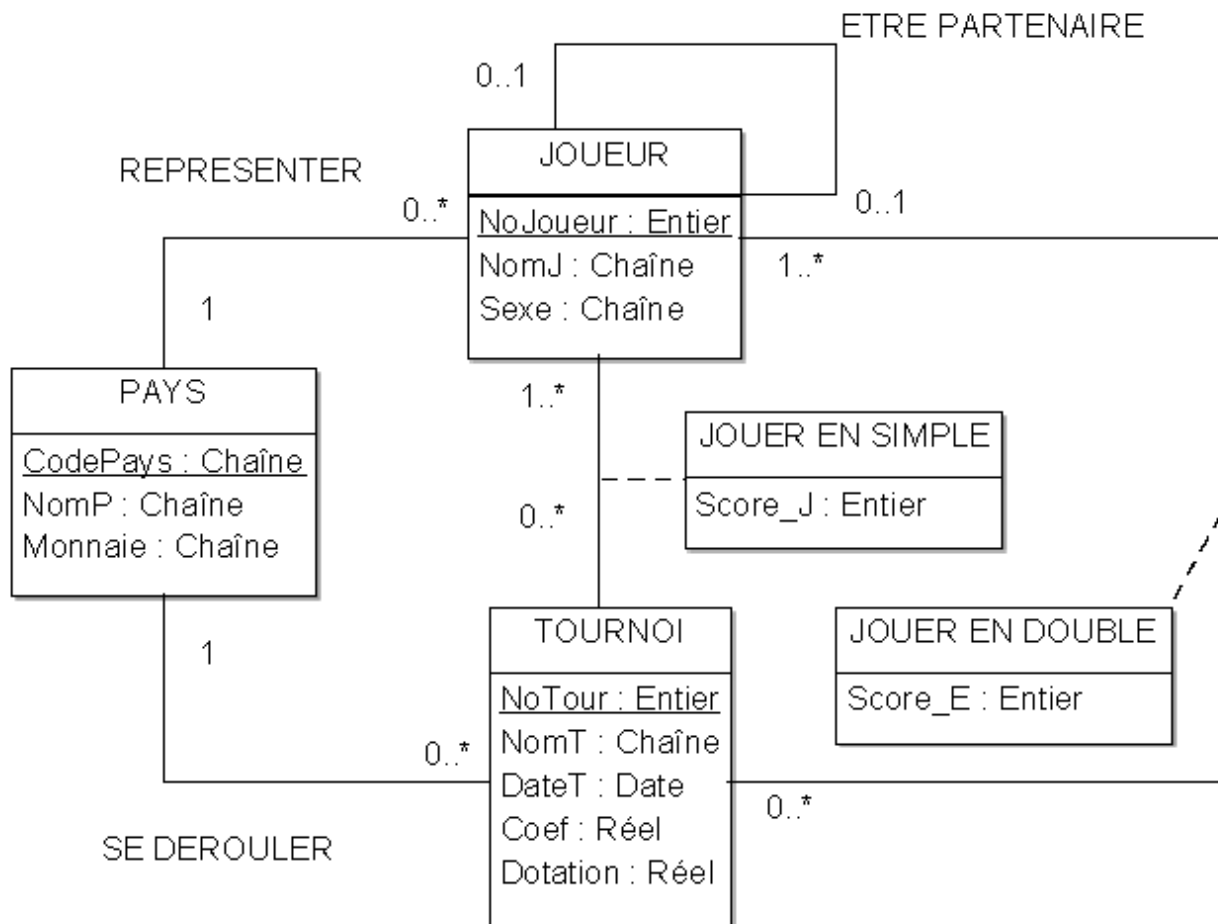 ETRE PARTENAIRE
0..1
JOUEUR
REPRESENTER
0..*
NoJoueur : Entier
NomJ : Chaîne
Sexe : Chaîne
0..1
1..*
1
PAYS
CodePays : Chaîne
NomP : Chaîne
Monnaie : Chaîne
1..*
JOUER EN SIMPLE
Score_J : Entier
0..*
1
TOURNOI
NoTour : Entier
NomT : Chaîne
DateT : Date
Coef : Réel
Dotation : Réel
JOUER EN DOUBLE
Score_E : Entier
0..*
0..*
SE DEROULER